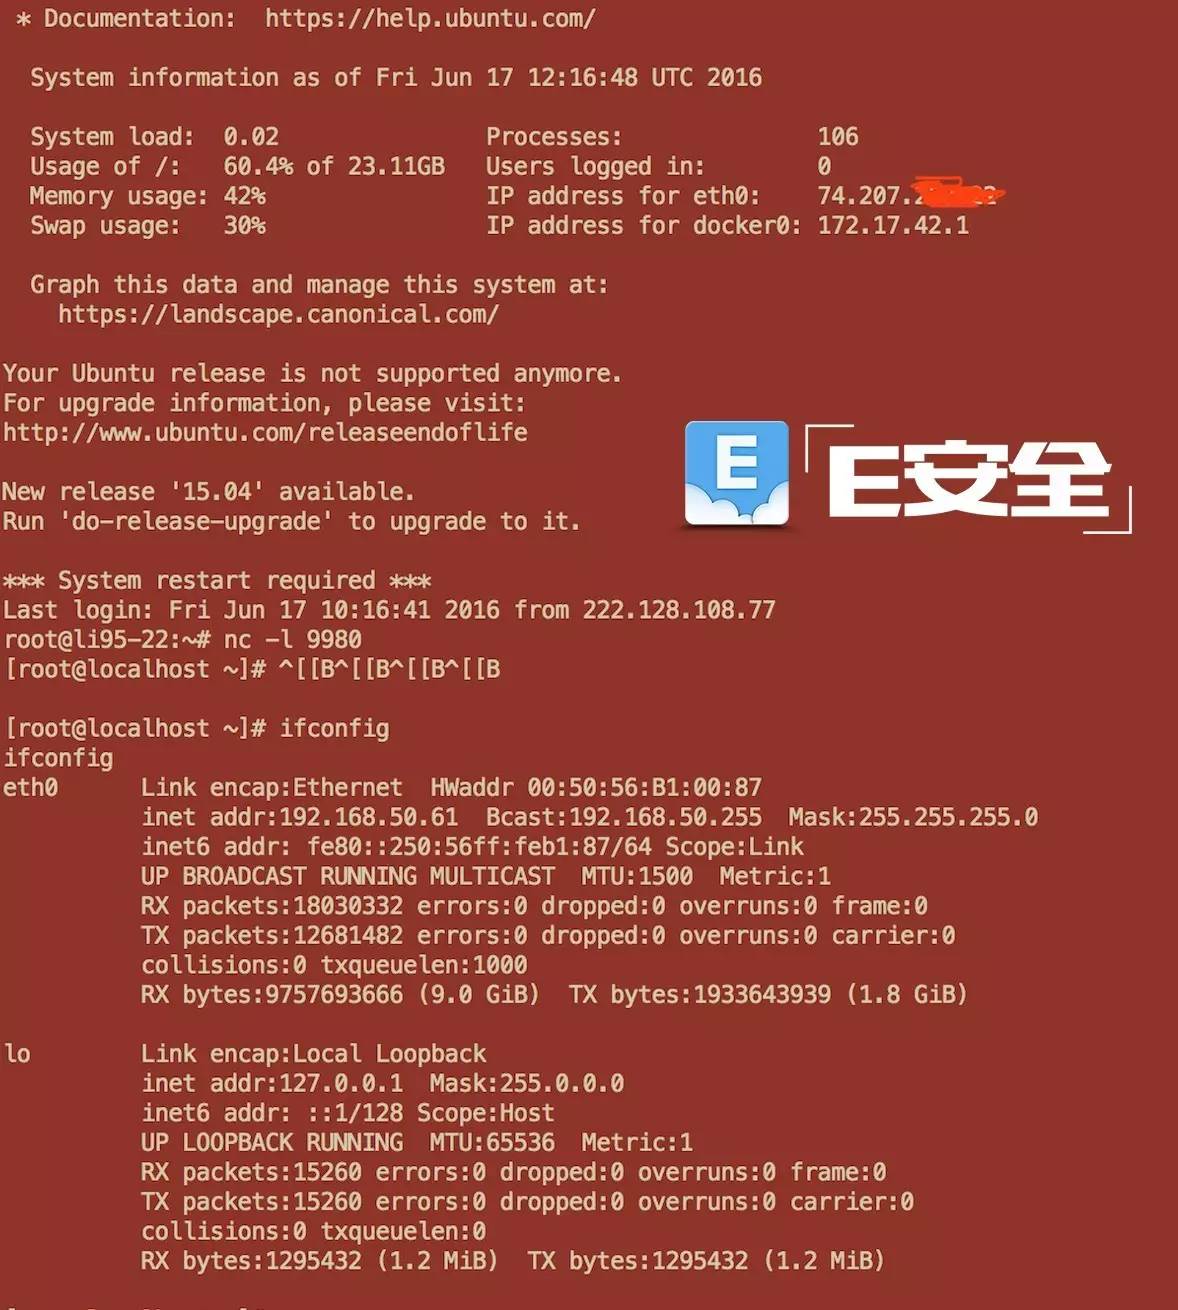 * Documentation:  https://help.ubuntu.com/
System information as of Fri Jun 17 12:16:48 UTC 2016
System load:  0.02               Processes:              106
Usage of /:   60.4% of 23.11GB   Users logged in:        0
Memory usage: 42%                IP address for eth0:    74.207.
Swap usage:   30%                IP address for docker0: 172.17.42.1
Graph this data and manage this system at:
https://landscape.canonical.com/
Your Ubuntu release is not supported anymore.
For upgrade information, please visit:
http://www.ubuntu.com/releaseendoflife
E E安全
New release '15.04' available.
Run 'do-release-upgrade' to upgrade to it.
*** System restart required ***
Last login: Fri Jun 17 10:16:41 2016 from 222.128.108.77
root@li95-22:~# nc -l 9980
[root@localhost ~]# ^[[B^[[B^[[B^[[B
[root@localhost ~]# ifconfig
ifconfig
eth0      Link encap:Ethernet  HWaddr 00:50:56:B1:00:87
inet addr:192.168.50.61  Bcast:192.168.50.255  Mask:255.255.255.0
inet6 addr: fe80::250:56ff:feb1:87/64 Scope:Link
UP BROADCAST RUNNING MULTICAST  MTU:1500  Metric:1
RX packets:18030332 errors:0 dropped:0 overruns:0 frame:0
TX packets:12681482 errors:0 dropped:0 overruns:0 carrier:0
collisions:0 txqueuelen:1000
RX bytes:9757693666 (9.0 GiB)  TX bytes:1933643939 (1.8 GiB)
lo        Link encap:Local Loopback
inet addr:127.0.0.1  Mask:255.0.0.0
inet6 addr: ::1/128 Scope:Host
UP LOOPBACK RUNNING  MTU:65536  Metric:1
RX packets:15260 errors:0 dropped:0 overruns:0 frame:0
TX packets:15260 errors:0 dropped:0 overruns:0 carrier:0
collisions:0 txqueuelen:0
RX bytes:1295432 (1.2 MiB)  TX bytes:1295432 (1.2 MiB)